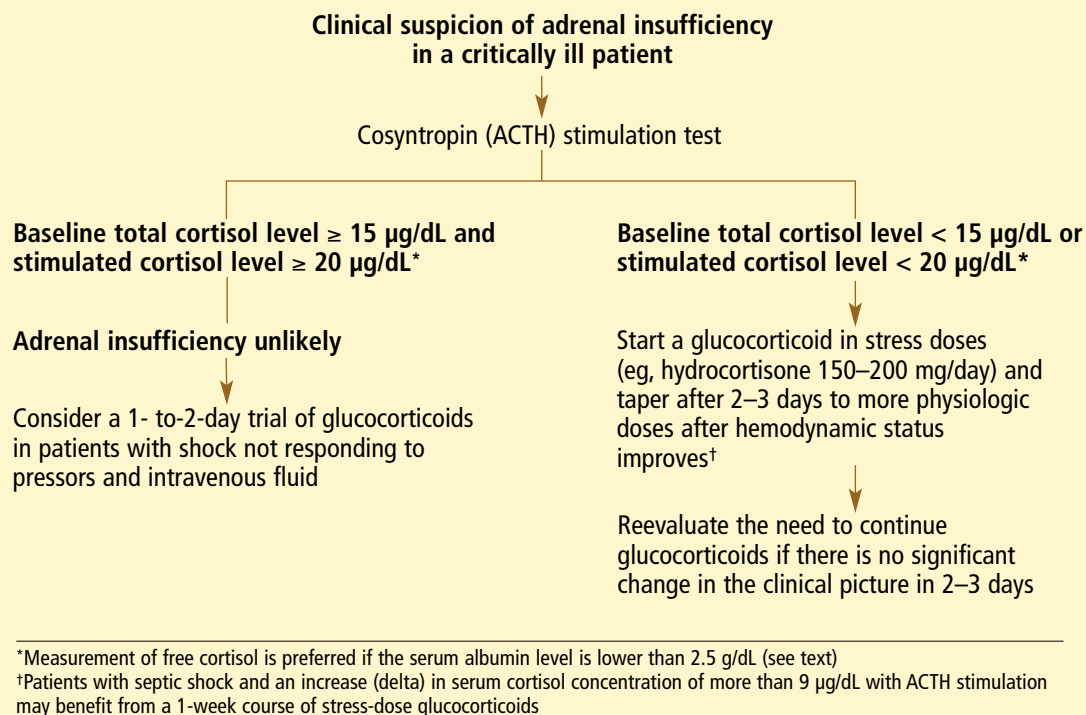 Clinical suspicion of adrenal insufficiency
in a critically ill patient
Cosyntropin (ACTH) stimulation test
Baseline total cortisol level ≥ 15 µg/dL and
stimulated cortisol level ≥ 20 µg/dL*
Adrenal insufficiency unlikely
Consider a 1- to-2-day trial of glucocorticoids
in patients with shock not responding to
pressors and intravenous fluid
Baseline total cortisol level < 15 µg/dL or
stimulated cortisol level < 20 µg/dL*
Start a glucocorticoid in stress doses
(eg, hydrocortisone 150–200 mg/day) and
taper after 2–3 days to more physiologic
doses after hemodynamic status
improves†
Reevaluate the need to continue
glucocorticoids if there is no significant
change in the clinical picture in 2–3 days
*Measurement of free cortisol is preferred if the serum albumin level is lower than 2.5 g/dL (see text)
†Patients with septic shock and an increase (delta) in serum cortisol concentration of more than 9 µg/dL with ACTH stimulation
may benefit from a 1-week course of stress-dose glucocorticoids